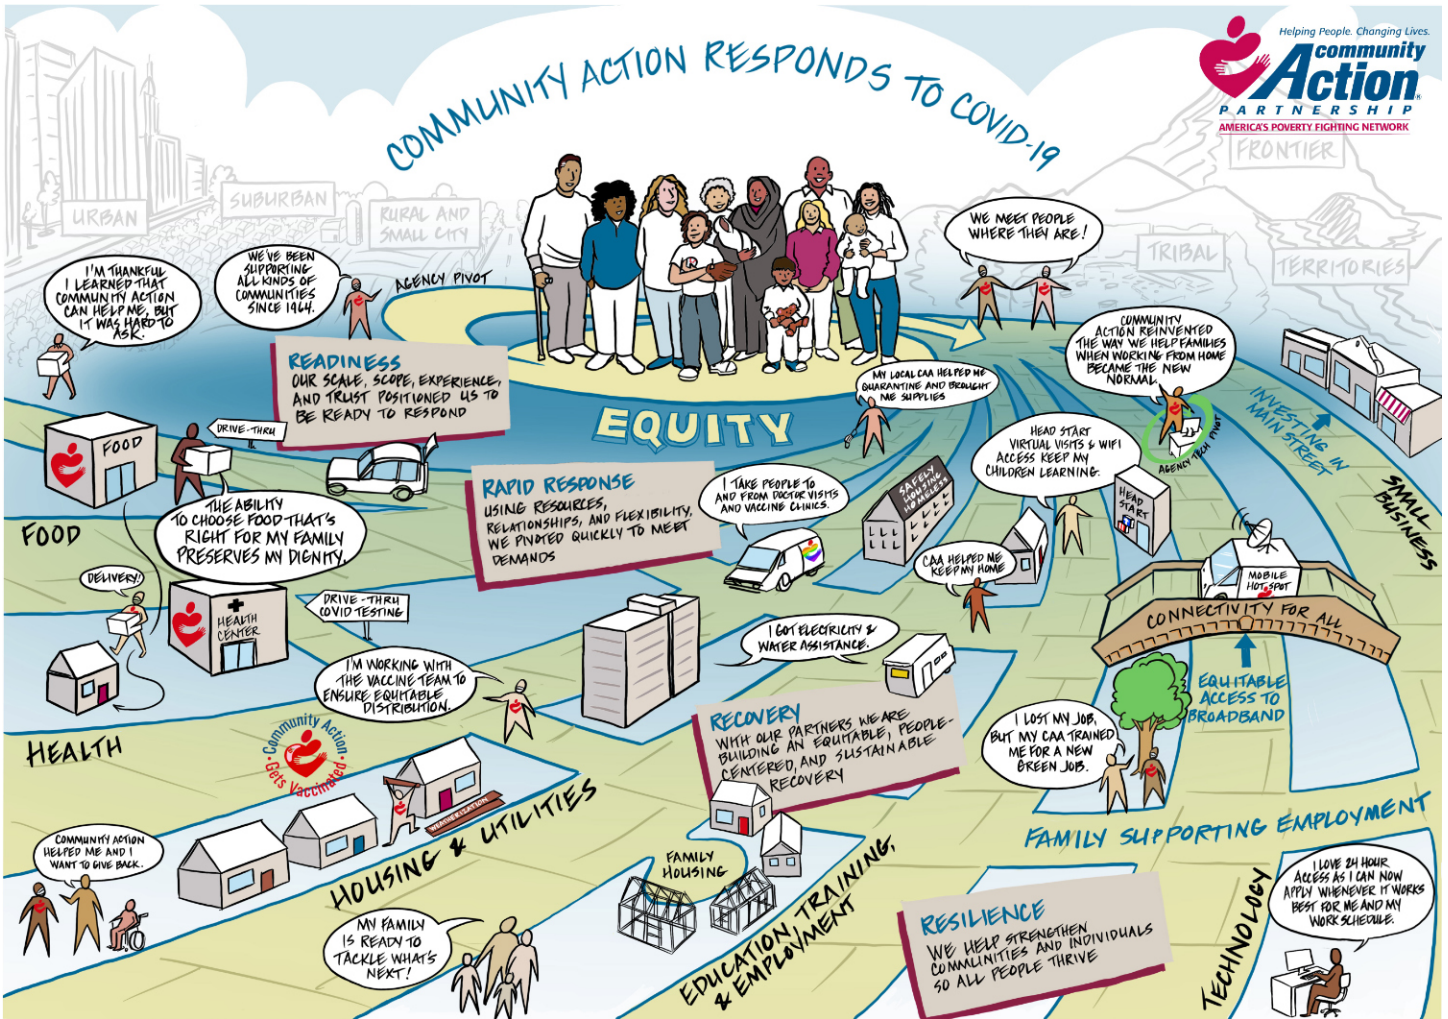 COMMUNITY ACTION RESPONDS TO COVID-19
Helping People. Changing Lives.
community
Action
PARTNERSHIP
AMERICA'S POVERTY FIGHTING NETWORK
URBAN
SUBURBAN
RURAL AND
SMALL CITY
FRONTIER
TRIBAL
TERRITORIES
I'M THANKFUL
I LEARNED THAT
COMMUNITY ACTION
CAN HELP ME, BUT
IT WAS HARD TO
ASK.
WE'VE BEEN
SUPPORTING
ALL KINDS OF
COMMUNITIES
SINCE 1964.
AGENCY PIVOT
WE MEET PEOPLE
WHERE THEY ARE!
COMMUNITY
ACTION REINVENTED
THE WAY WE HELP FAMILIES
WHEN WORKING FROM HOME
BECAME THE NEW
NORMAL.
AGENCY TECH PIVOT
INVESTING IN
MAIN STREET
SMALL
BUSINESS
READINESS
OUR SCALE, SCOPE, EXPERIENCE,
AND TRUST POSITIONED US TO
BE READY TO RESPOND
EQUITY
MY LOCAL CAA HELPED ME
QUARANTINE AND BROUGHT
ME SUPPLIES
HEAD START
VIRTUAL VISITS & WIFI
ACCESS KEEP MY
CHILDREN LEARNING.
HEAD
START
FOOD
DRIVE-THRU
FOOD
THE ABILITY
TO CHOOSE FOOD THAT'S
RIGHT FOR MY FAMILY
PRESERVES MY DIGNITY.
RAPID RESPONSE
USING RESOURCES,
RELATIONSHIPS, AND FLEXIBILITY,
WE PIVOTED QUICKLY TO MEET
DEMANDS
I TAKE PEOPLE TO
AND FROM DOCTOR VISITS
AND VACCINE CLINICS.
SAFELY
HOUSING
HOMELESS
CAA HELPED ME
KEEP MY HOME
MOBILE
HOT SPOT
CONNECTIVITY FOR ALL
EQUITABLE
ACCESS TO
BROADBAND
DELIVERY!
HEALTH
CENTER
DRIVE-THRU
COVID TESTING
HEALTH
I'M WORKING WITH
THE VACCINE TEAM TO
ENSURE EQUITABLE
DISTRIBUTION.
I GOT ELECTRICITY &
WATER ASSISTANCE.
RECOVERY
WITH OUR PARTNERS WE ARE
BUILDING AN EQUITABLE, PEOPLE-
CENTERED, AND SUSTAINABLE
RECOVERY
I LOST MY JOB,
BUT MY CAA TRAINED
ME FOR A NEW
GREEN JOB.
FAMILY SUPPORTING EMPLOYMENT
Community Action
Gets Vaccinated
WEATHERIZATION
HOUSING & UTILITIES
COMMUNITY ACTION
HELPED ME AND I
WANT TO GIVE BACK.
MY FAMILY
IS READY TO
TACKLE WHAT'S
NEXT!
FAMILY
HOUSING
EDUCATION, TRAINING,
& EMPLOYMENT
RESILIENCE
WE HELP STRENGTHEN
COMMUNITIES AND INDIVIDUALS
SO ALL PEOPLE THRIVE
TECHNOLOGY
I LOVE 24 HOUR
ACCESS AS I CAN NOW
APPLY WHENEVER IT WORKS
BEST FOR ME AND MY
WORK SCHEDULE.